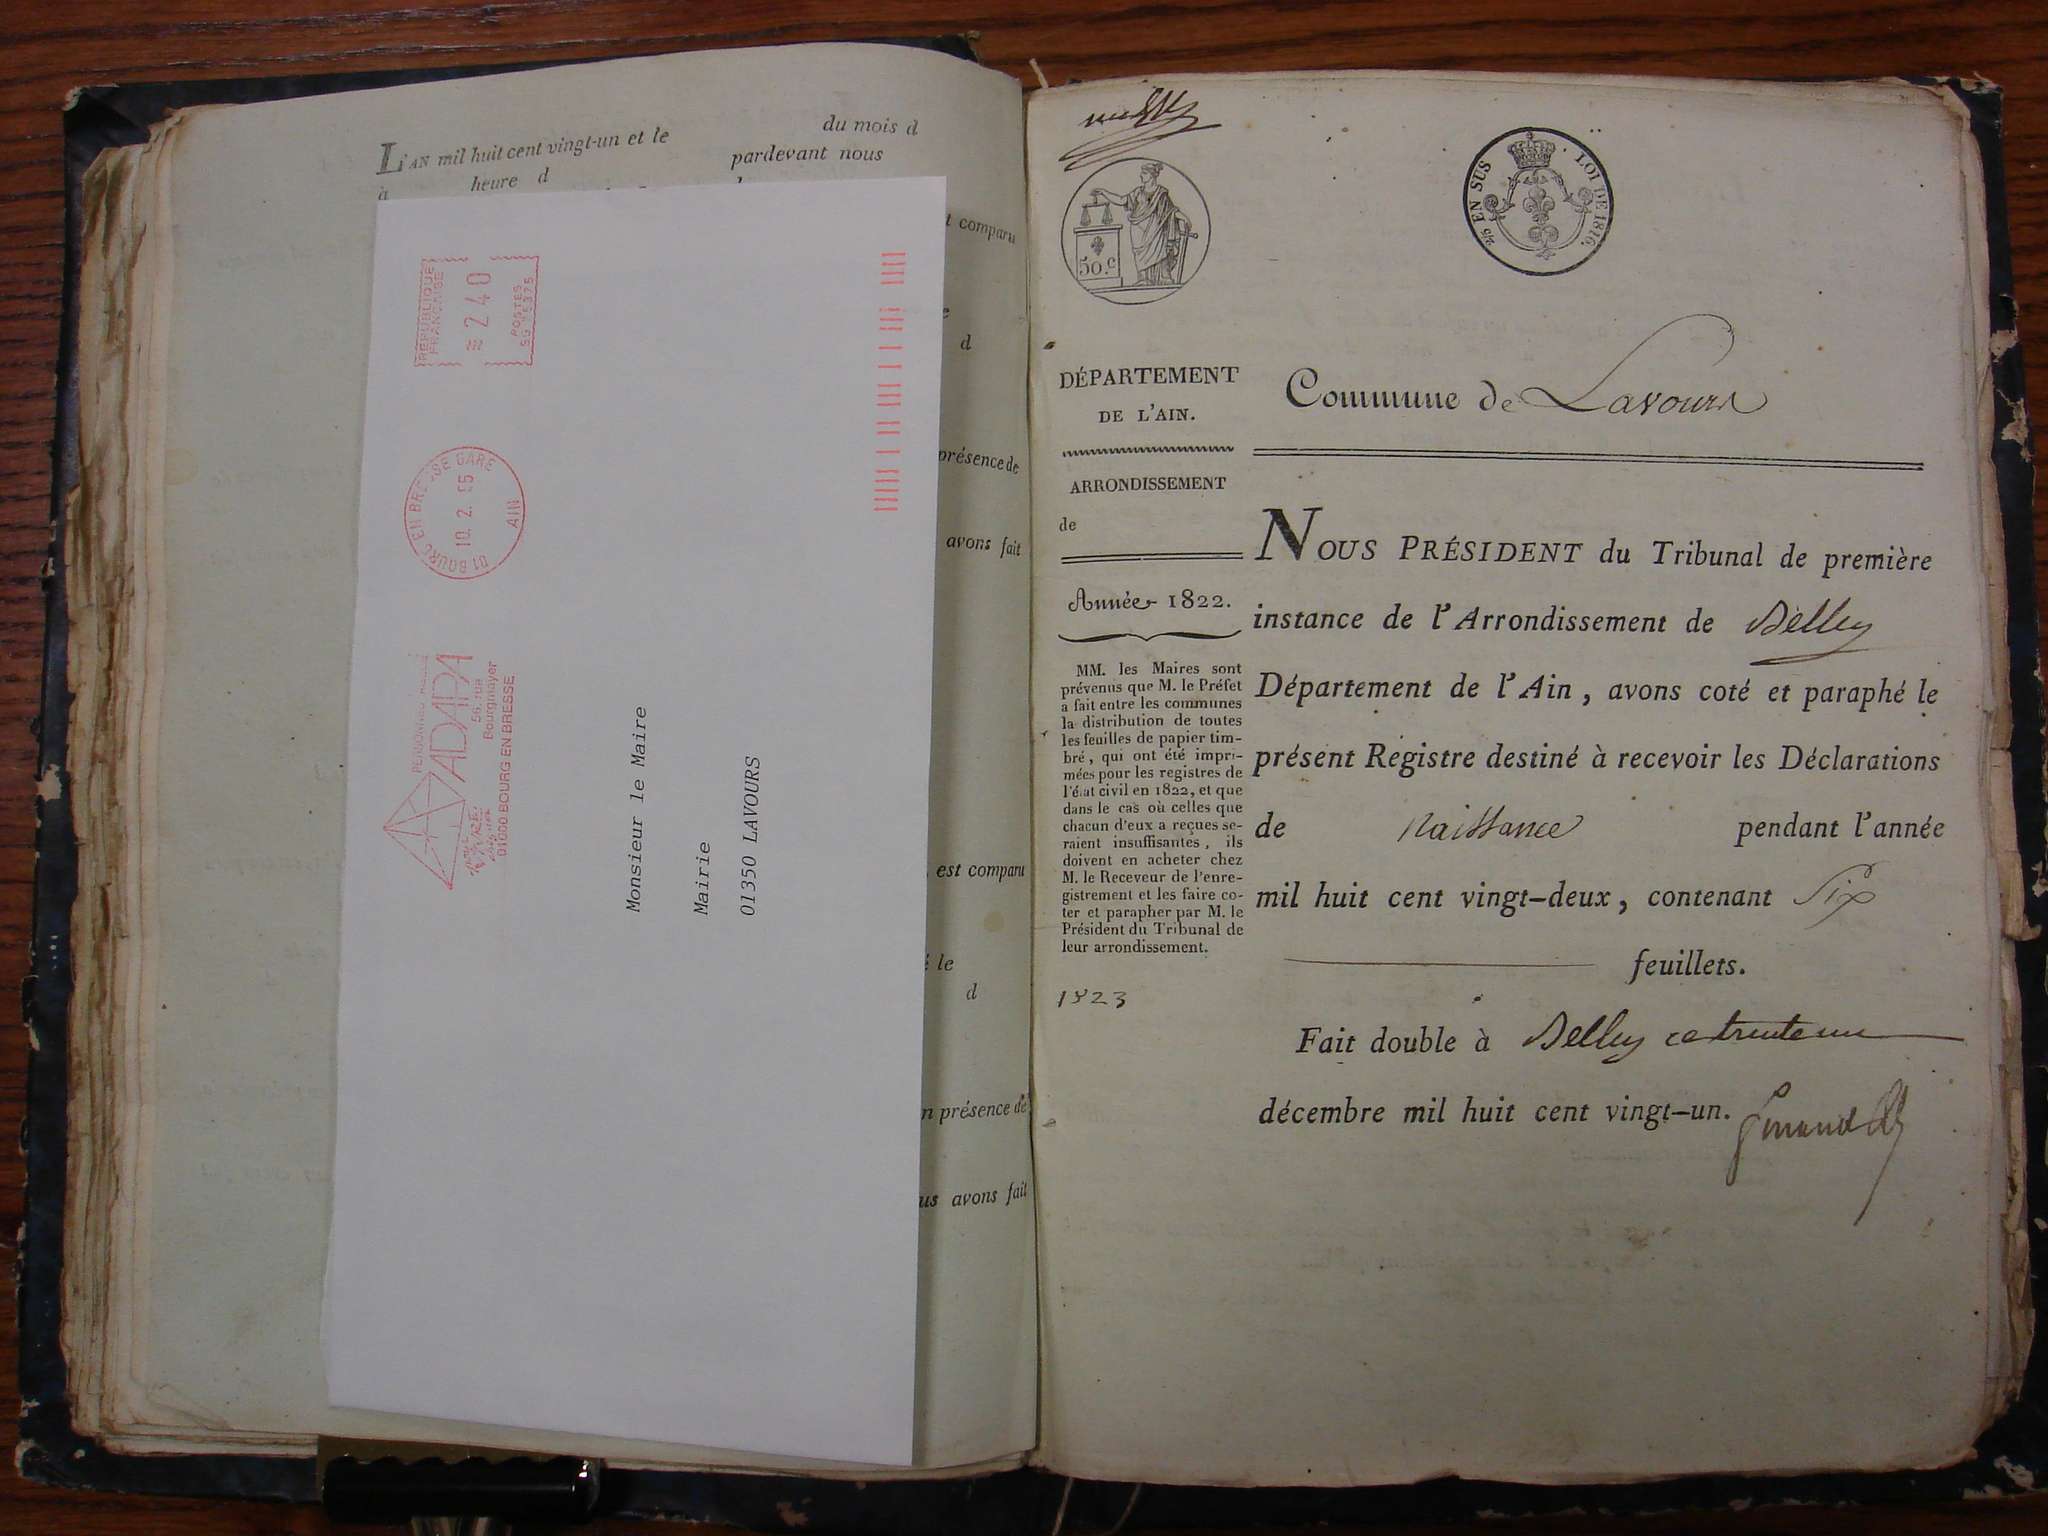 du mois d
L'AN mil huit cent vingt-un et le
pardevant nous
à heure d
comparu
d
présence de
avons fait
, est comparu
le
d
n présence de
us avons fait
REPUBLIQUE
FRANCAISE
240
POSTES
01 BOURG EN BRESSE GARE
10. 2. 95
AIN
ADAPA
56, rue
Bourgmayer
01000 BOURG EN BRESSE
Monsieur le Maire
Mairie
01350 LAVOURS
50.c
2/5 EN SUS
LOI DE 1816.
DÉPARTEMENT
DE L'AIN.
ARRONDISSEMENT
de
Année 1822.
MM. les Maires sont
prévenus que M. le Préfet
a fait entre les communes
la distribution de toutes
les feuilles de papier tim-
bré, qui ont été impri-
mées pour les registres de
l'état civil en 1822, et que
dans le cas où celles que
chacun d'eux a reçues se-
raient insuffisantes, ils
doivent en acheter chez
M. le Receveur de l'enre-
gistrement et les faire co-
ter et parapher par M. le
Président du Tribunal de
leur arrondissement.
1823
Commune de Lavours
NOUS PRÉSIDENT du Tribunal de première
instance de l'Arrondissement de Belley
Département de l'Ain, avons coté et paraphé le
présent Registre destiné à recevoir les Déclarations
de Naissance pendant l'année
mil huit cent vingt-deux, contenant Six
feuillets.
Fait double à Belley ce trente un
décembre mil huit cent vingt-un.